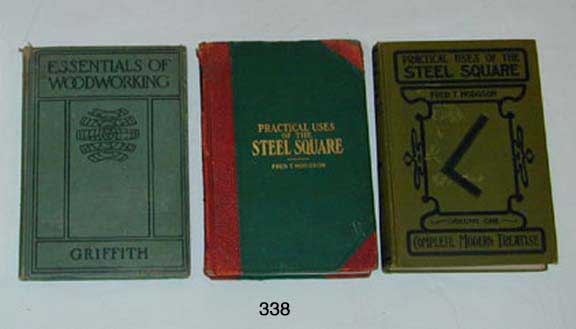 ESSENTIALS OF
WOODWORKING
GRIFFITH
PRACTICAL USES
OF THE
STEEL SQUARE
FRED T. HODGSON
PRACTICAL USES OF THE
STEEL SQUARE
FRED T. HODGSON
VOLUME ONE
COMPLETE MODERN TREATISE
338